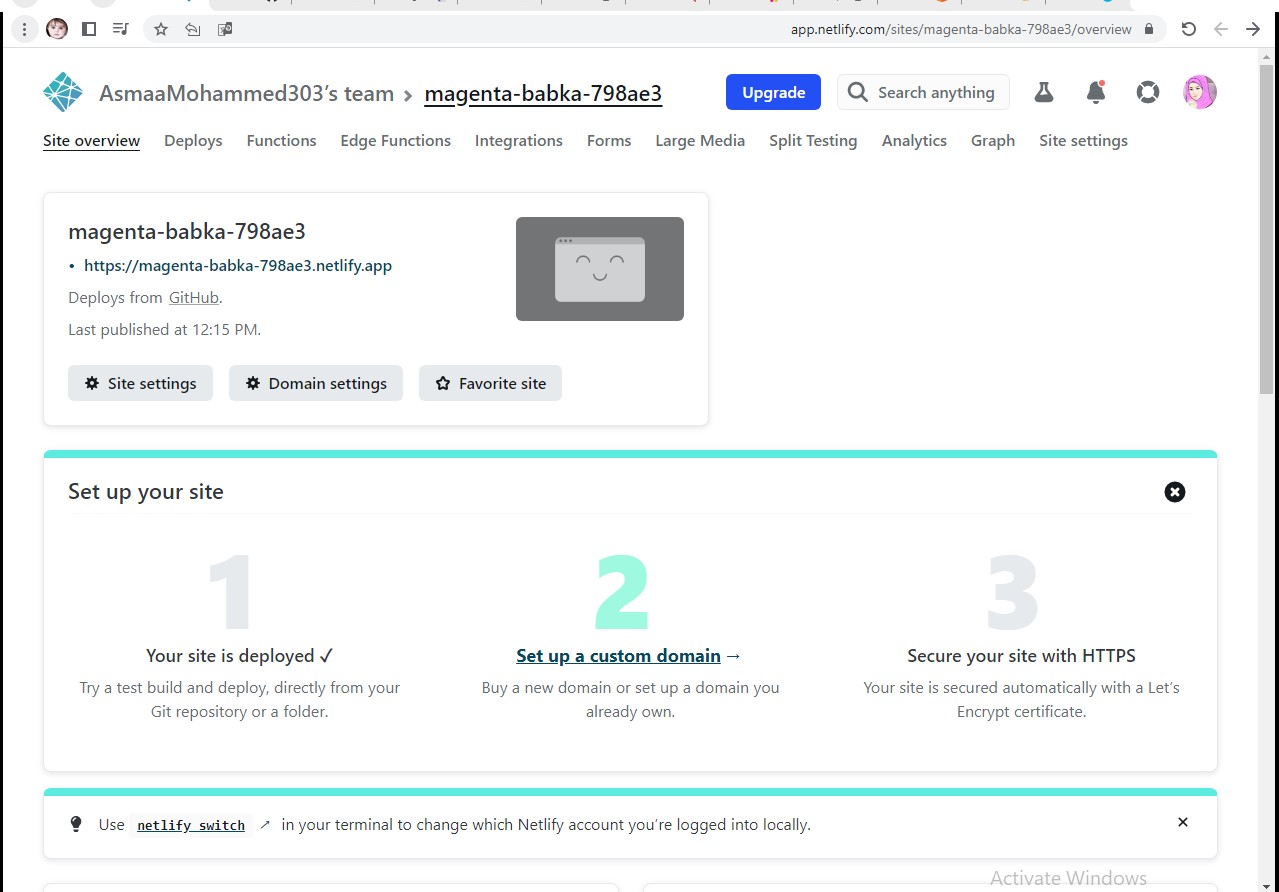 app.netlify.com/sites/magenta-babka-798ae3/overview
AsmaaMohammed303's team > magenta-babka-798ae3
Upgrade
Search anything
Site overview Deploys Functions Edge Functions Integrations Forms Large Media Split Testing Analytics Graph Site settings
magenta-babka-798ae3
• https://magenta-babka-798ae3.netlify.app
Deploys from GitHub.
Last published at 12:15 PM.
Site settings Domain settings Favorite site
Set up your site
1
Your site is deployed ✓
Try a test build and deploy, directly from your
Git repository or a folder.
2
Set up a custom domain →
Buy a new domain or set up a domain you
already own.
3
Secure your site with HTTPS
Your site is secured automatically with a Let's
Encrypt certificate.
Use netlify switch ↗ in your terminal to change which Netlify account you're logged into locally.
Activate Windows